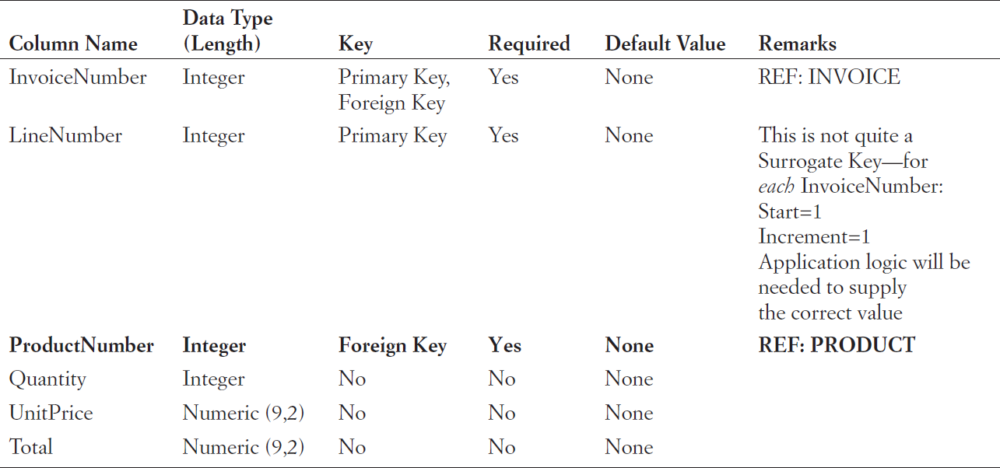 Data Type
Column Name (Length) Key Required Default Value Remarks
InvoiceNumber Integer Primary Key, Yes None REF: INVOICE
Foreign Key
LineNumber Integer Primary Key Yes None This is not quite a
Surrogate Key—for
each InvoiceNumber:
Start=1
Increment=1
Application logic will be
needed to supply
the correct value
ProductNumber Integer Foreign Key Yes None REF: PRODUCT
Quantity Integer No No None
UnitPrice Numeric (9,2) No No None
Total Numeric (9,2) No No None